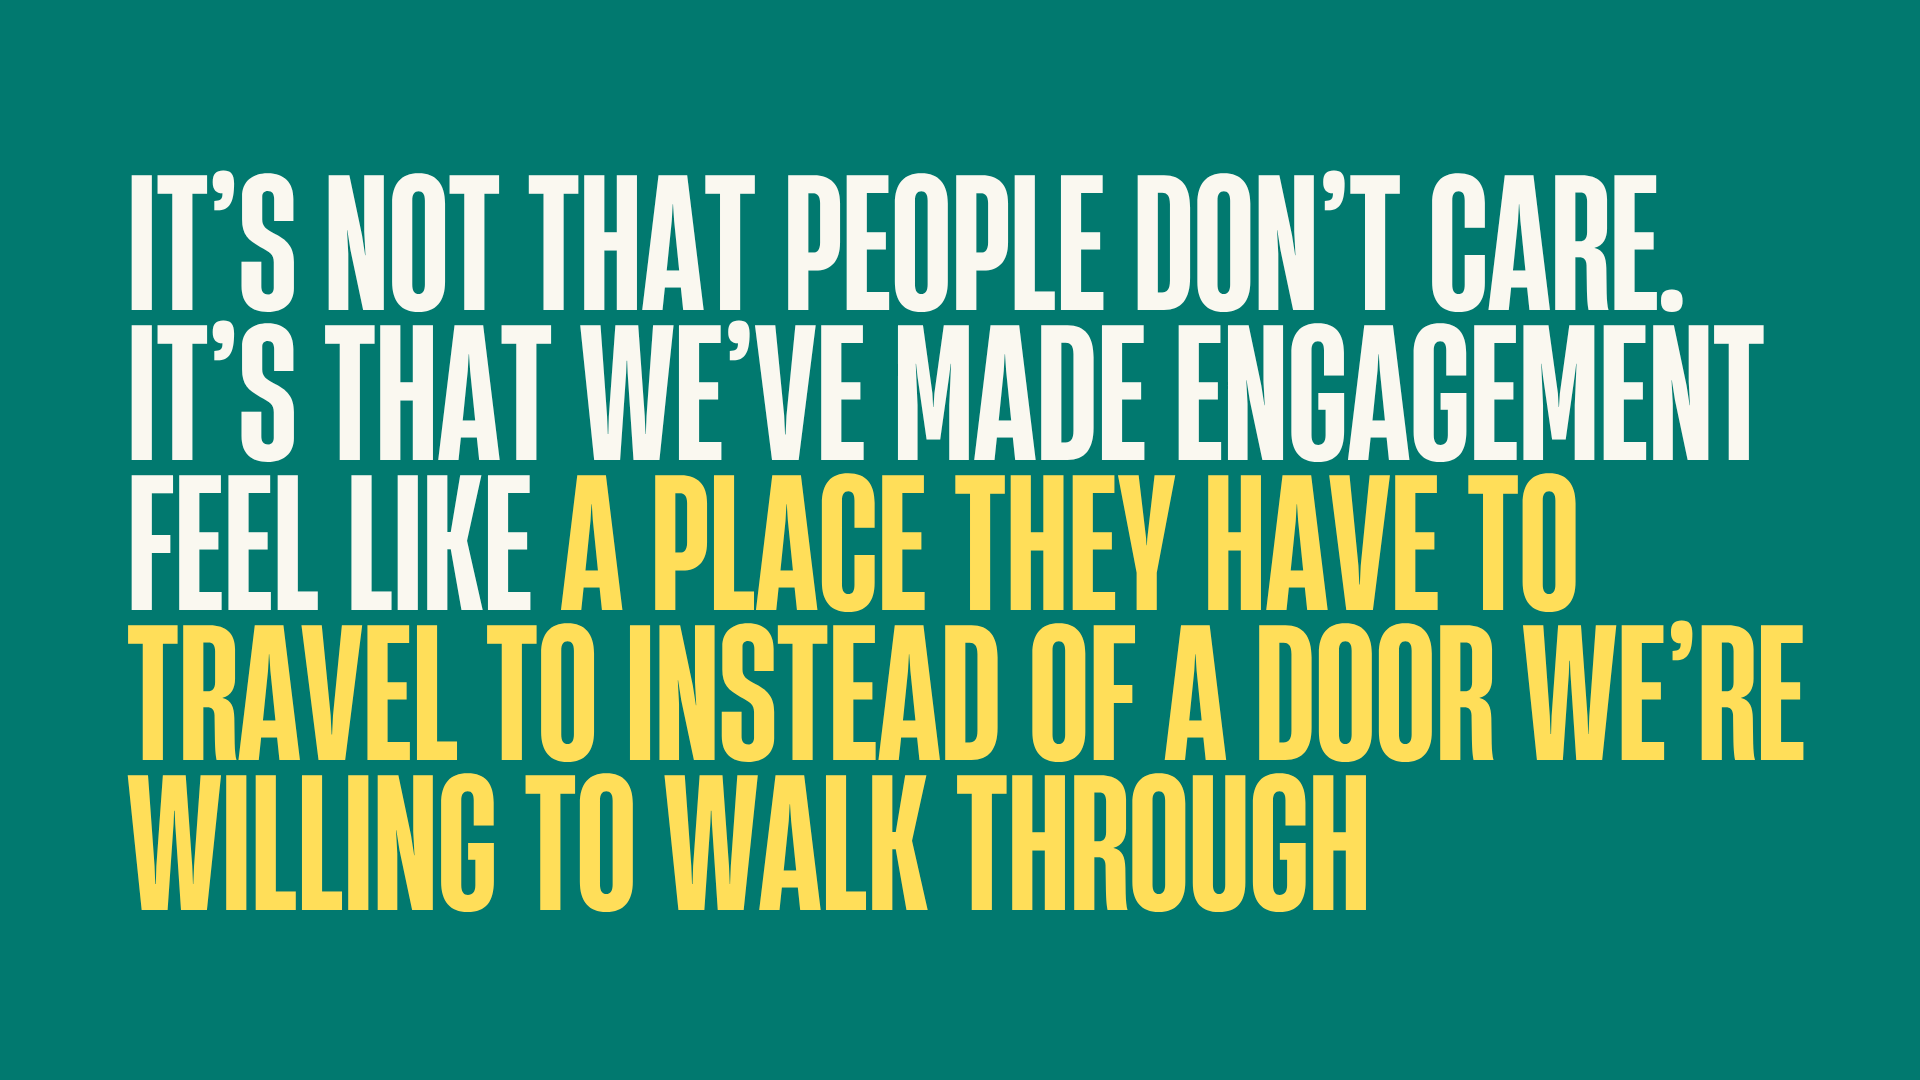 IT’S NOT THAT PEOPLE DON’T CARE.
IT’S THAT WE’VE MADE ENGAGEMENT
FEEL LIKE A PLACE THEY HAVE TO
TRAVEL TO INSTEAD OF A DOOR WE’RE
WILLING TO WALK THROUGH